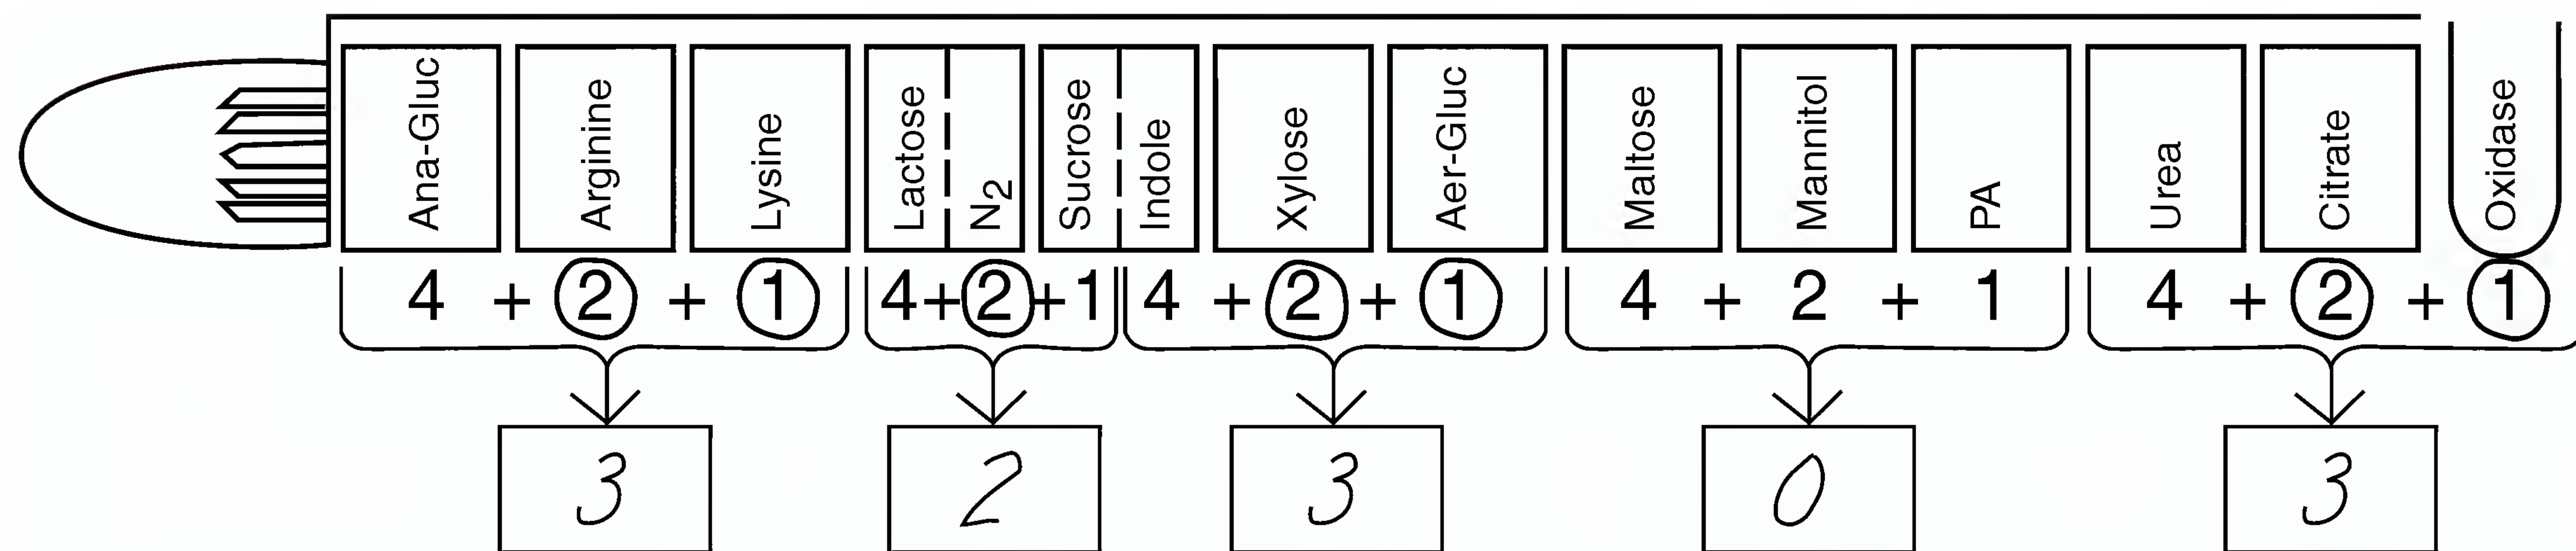 Ana-Gluc Arginine Lysine Lactose N2 Sucrose Indole Xylose Aer-Gluc Maltose Mannitol PA Urea Citrate Oxidase
4 + 2 + 1 4+2+1 4 + 2 + 1 4 + 2 + 1 4 + 2 + 1
3 2 3 0 3